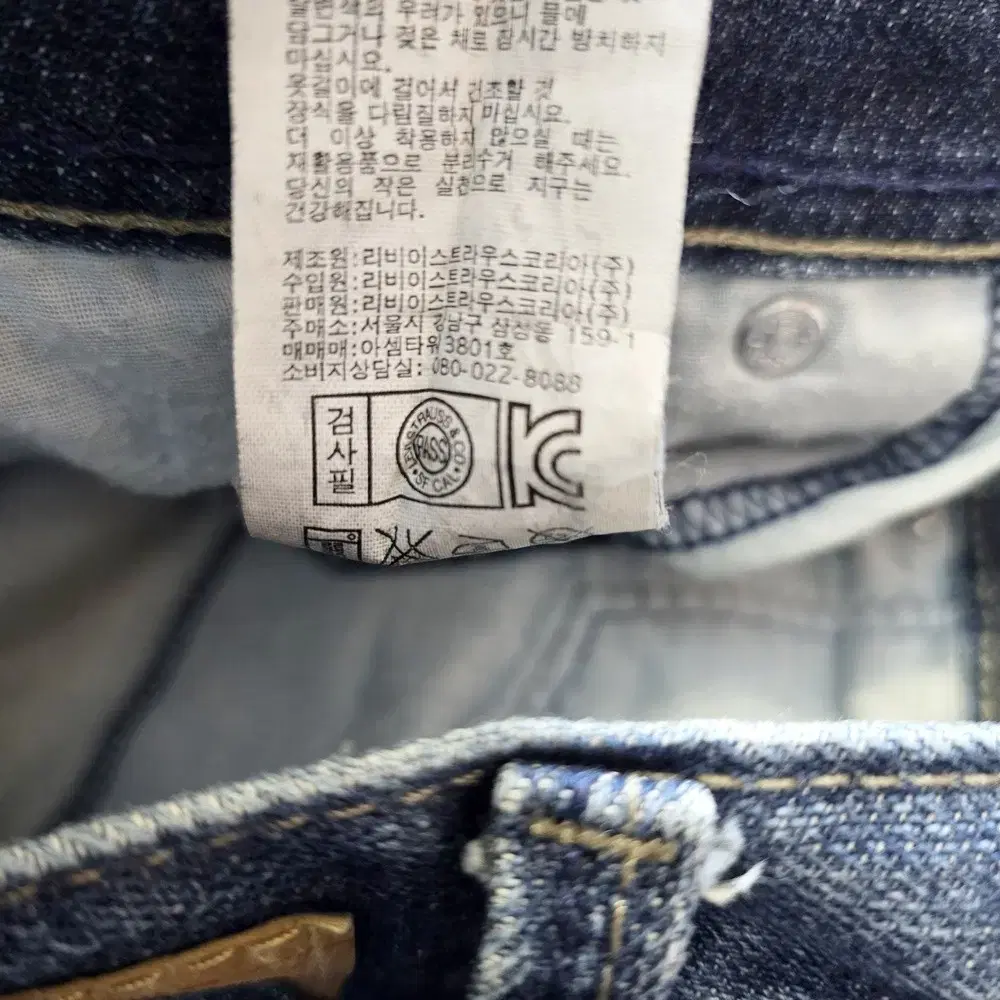 우려가 있으니 물에
담그거나 젖은 채로 장시간 방치하지
마십시오.
옷걸이에 걸어서 건조할 것
장식을 다림질하지 마십시요.
더 이상 착용하지 않으실 때는
재활용품으로 분리수거 해주세요.
당신의 작은 실천으로 지구는
건강해집니다.
제조원:리바이스트라우스코리아(주)
수입원:리바이스트라우스코리아(주)
판매원:리바이스트라우스코리아(주)
주매소:서울시 강남구 삼성동 159-1
매매매:아셈타워3801호
소비지상담실: 080-022-8088
검사필
LEVI STRAUSS & CO
PASS
SF CAL